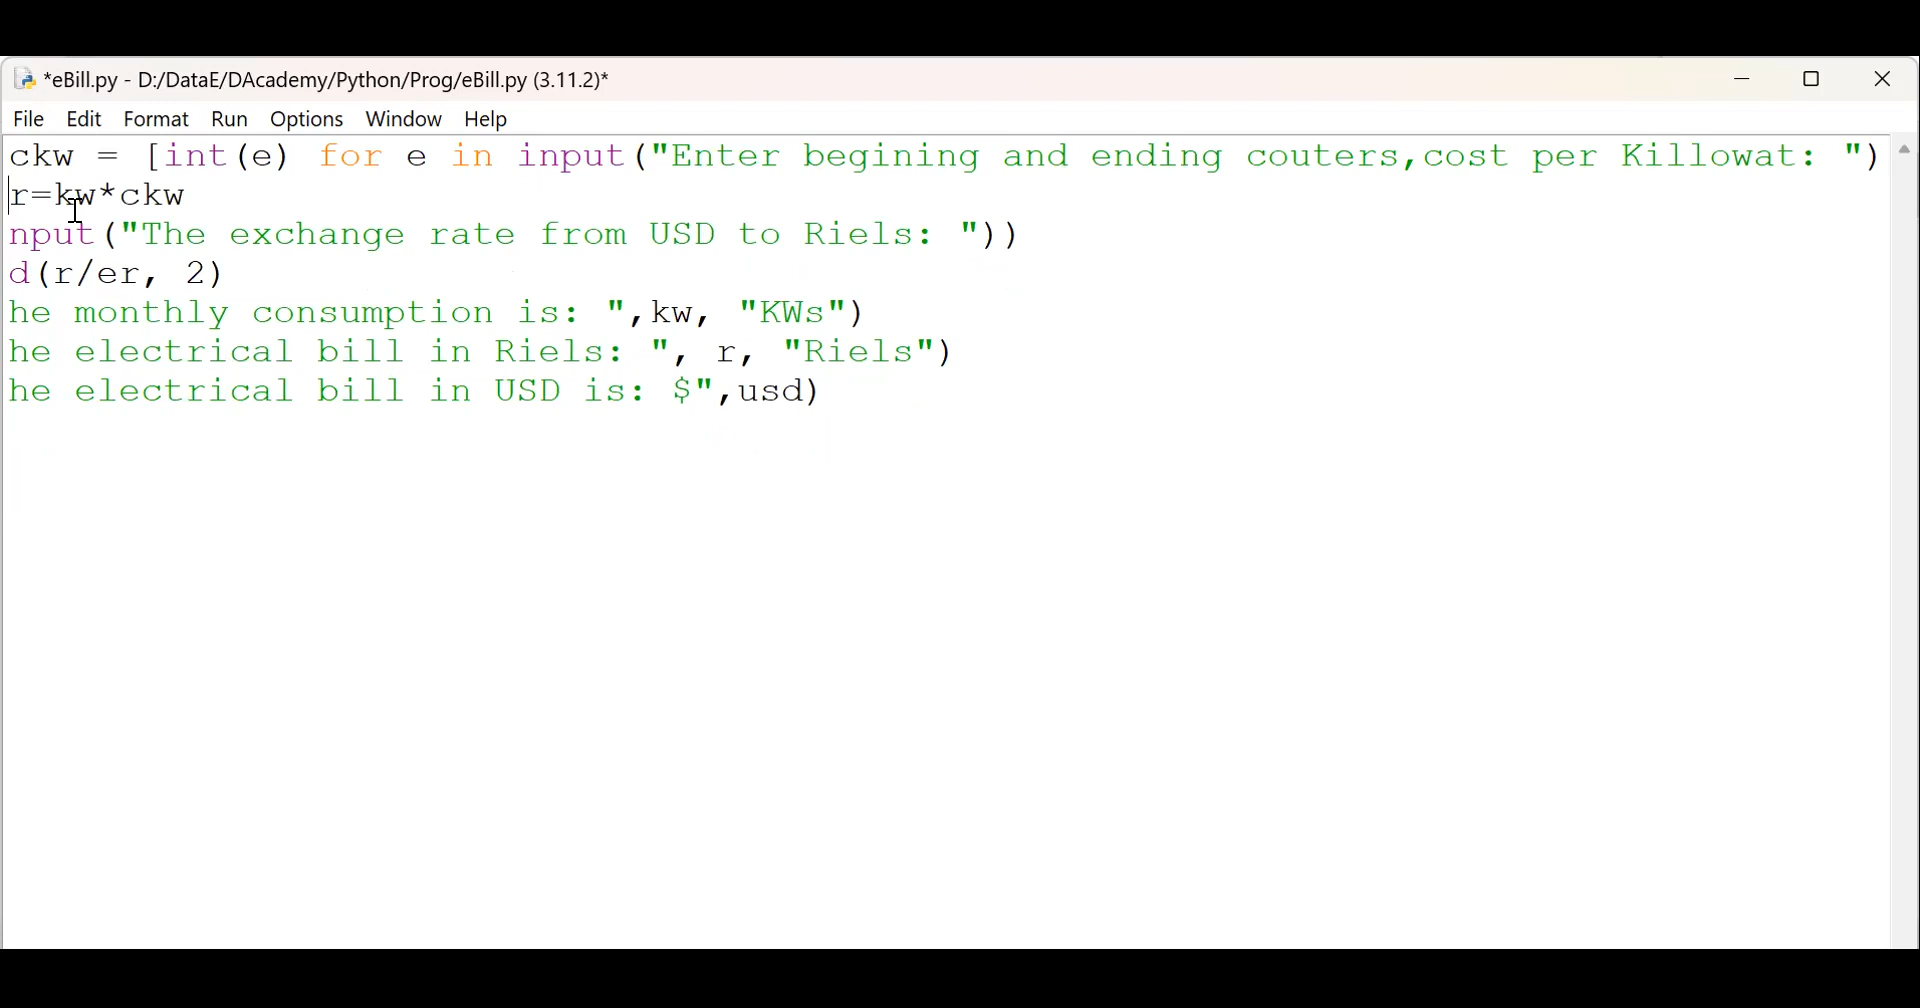 *eBill.py - D:/DataE/DAcademy/Python/Prog/eBill.py (3.11.2)*
File Edit Format Run Options Window Help
ckw = [int(e) for e in input("Enter begining and ending couters,cost per Killowat: ")
r=kw*ckw
nput("The exchange rate from USD to Riels: "))
d(r/er, 2)
he monthly consumption is: ",kw, "KWs")
he electrical bill in Riels: ", r, "Riels")
he electrical bill in USD is: $",usd)